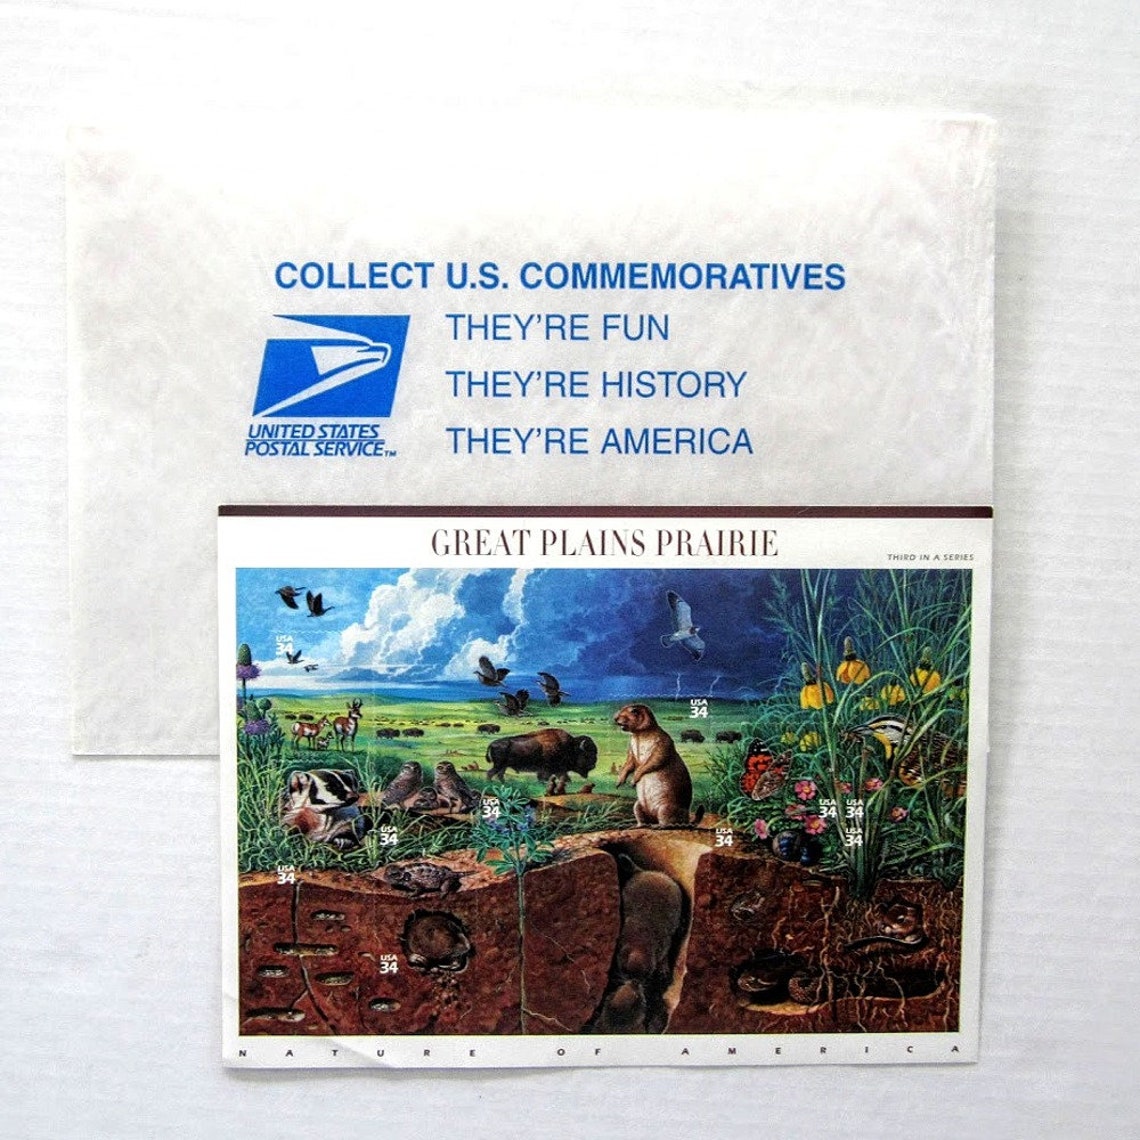 COLLECT U.S. COMMEMORATIVES
THEY'RE FUN
THEY'RE HISTORY
THEY'RE AMERICA
UNITED STATES
POSTAL SERVICE™
GREAT PLAINS PRAIRIE
THIRD IN A SERIES
USA
34
USA
34
USA
34
USA
34
USA
34
USA
34
USA
34
USA
34
USA
34
USA
34
NATURE OF AMERICA